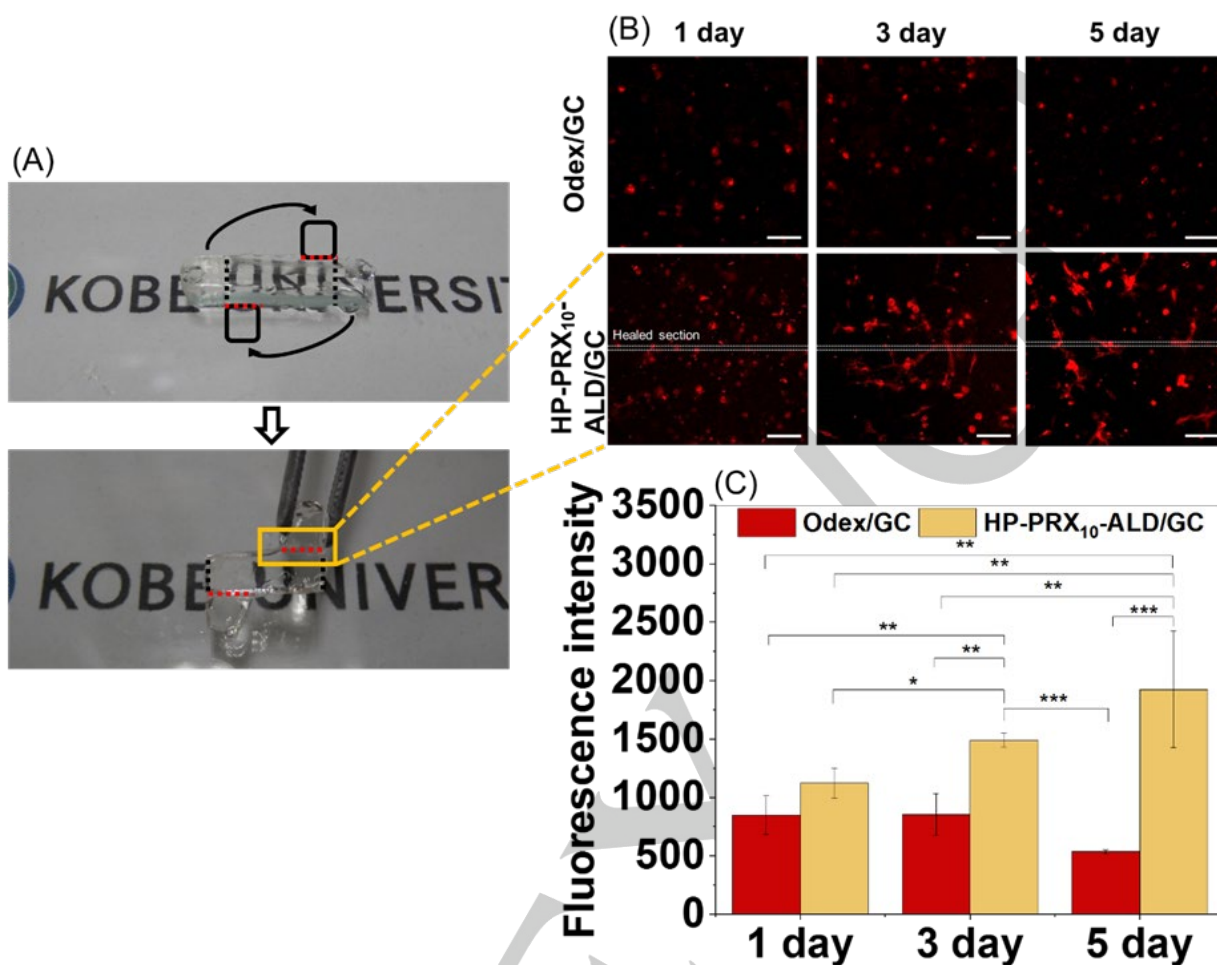 (A)
KOBE UNIVERSIT
KOBE UNIVER
(B)
1 day 3 day 5 day
Odex/GC
HP-PRX10-
ALD/GC
Healed section
(C)
Fluorescence intensity
3500
3000
2500
2000
1500
1000
500
0
Odex/GC HP-PRX10-ALD/GC
**
**
**
***
**
**
*
***
1 day 3 day 5 day